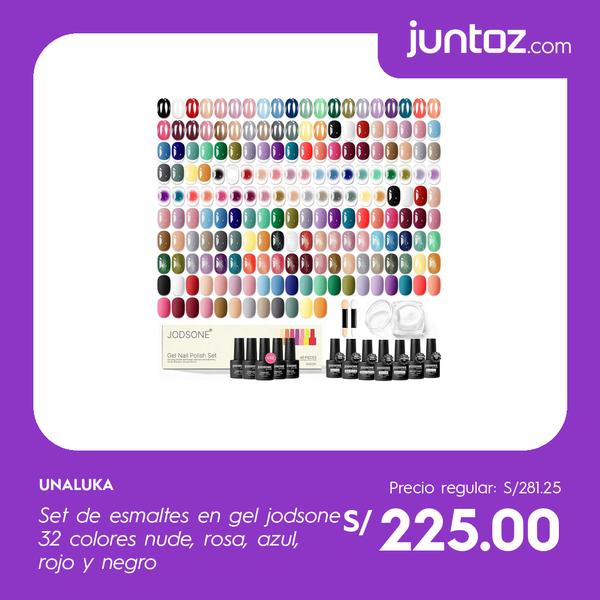 juntoz.com
JODSONE®
Gel Nail Polish Set
UNALUKA
Precio regular: S/281.25
Set de esmaltes en gel jodsone
32 colores nude, rosa, azul,
rojo y negro
S/ 225.00